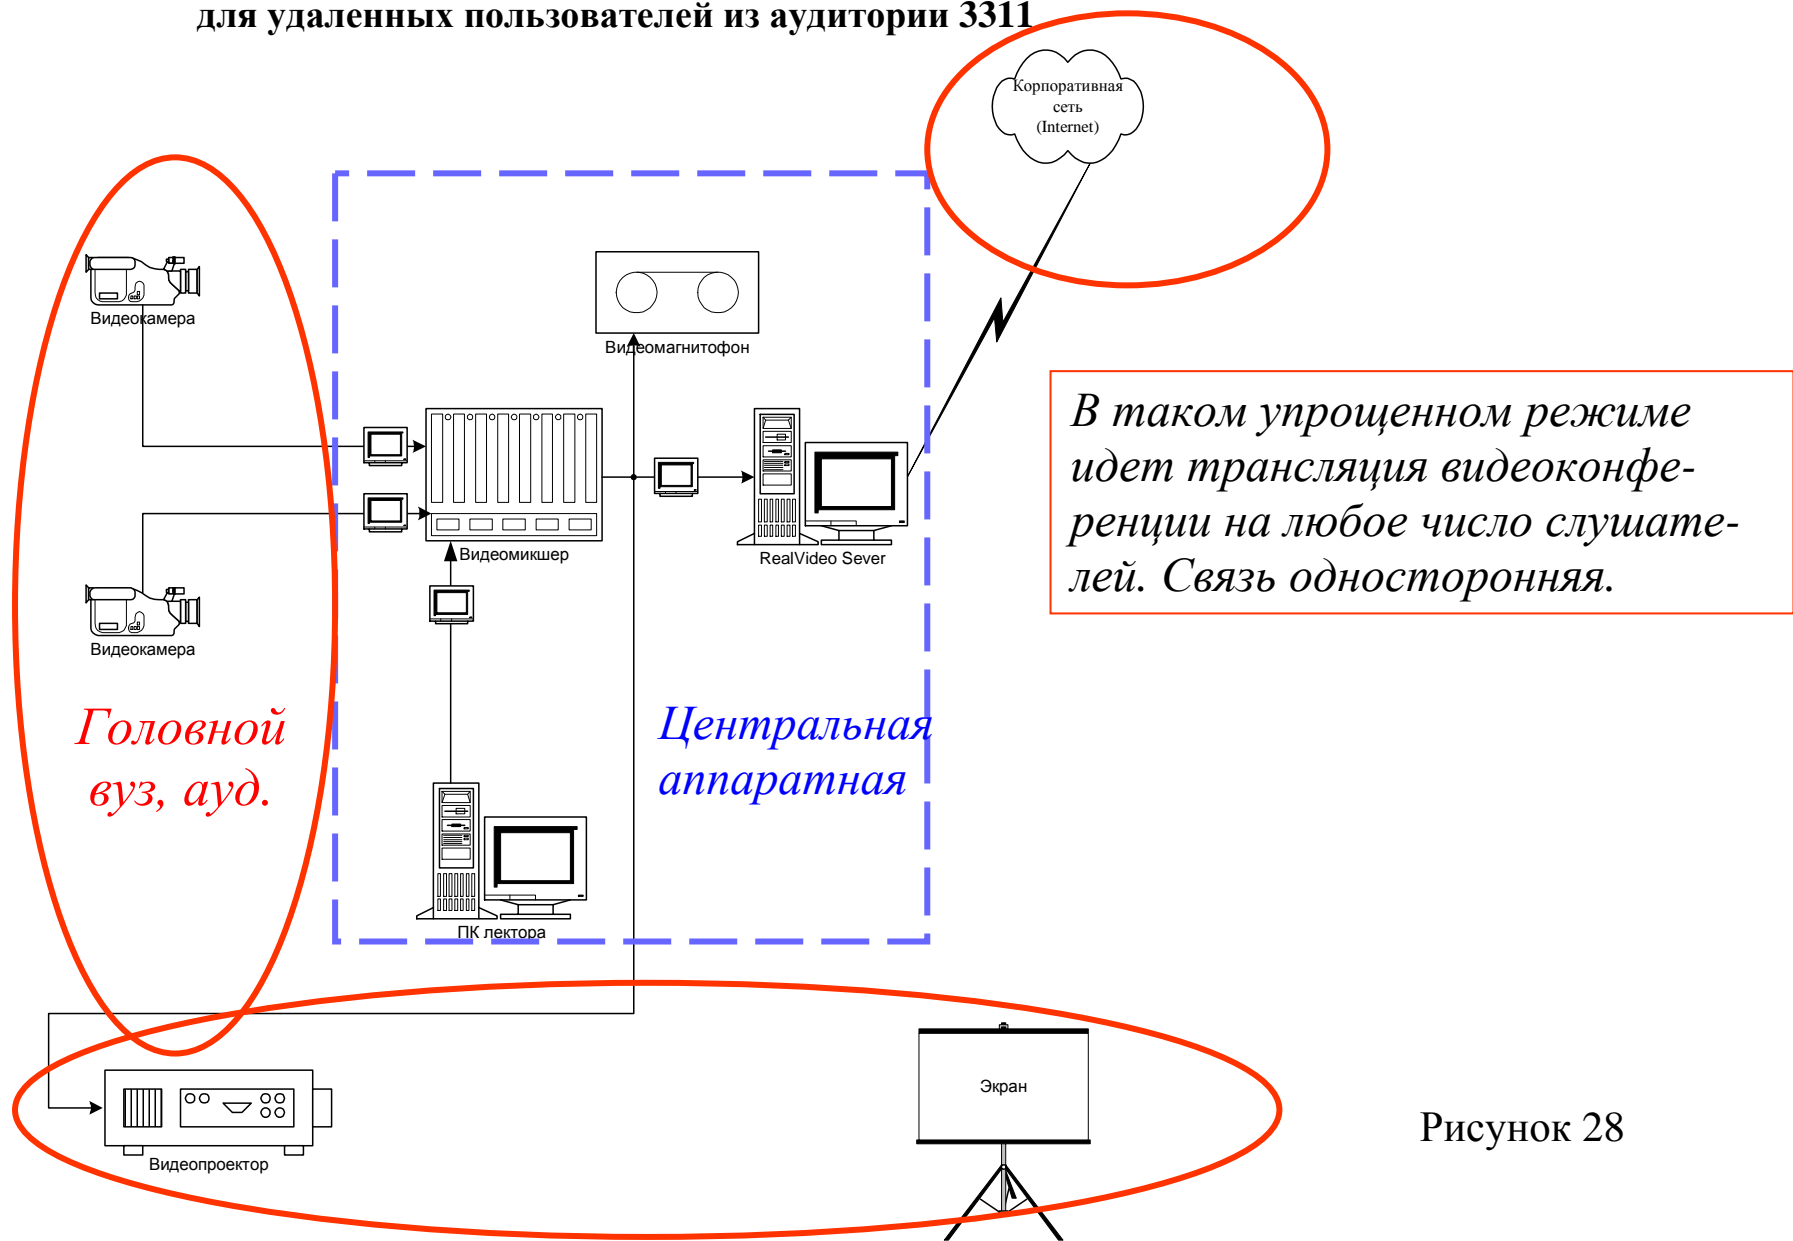 для удаленных пользователей из аудитории 3311
Корпоративная
сеть
(Internet)
Видеокамера
Видеомагнитофон
В таком упрощенном режиме
идет трансляция видеоконфе-
ренции на любое число слушате-
лей. Связь односторонняя.
Видеомикшер
RealVideo Sever
Видеокамера
Головной
вуз, ауд.
Центральная
аппаратная
ПК лектора
Экран
Видеопроектор
Рисунок 28